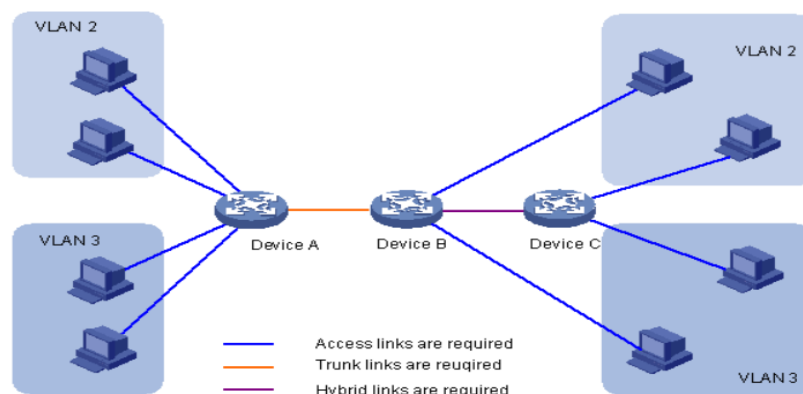 VLAN 2
VLAN 2
VLAN 3
Device A
Device B
Device C
Access links are required
Trunk links are reuqired
Hybrid links are required
VLAN 3